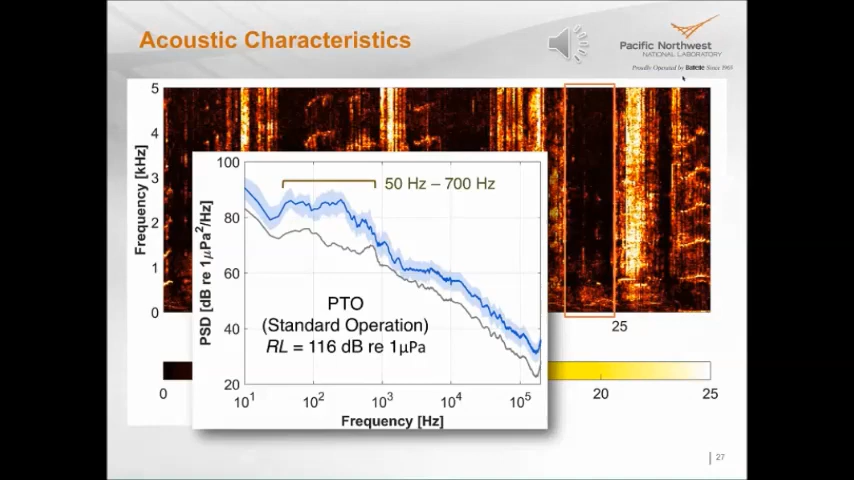 Acoustic Characteristics
Pacific Northwest
NATIONAL LABORATORY
Proudly Operated by Battelle Since 1965
5
4
3
2
1
0
Frequency [kHz]
25
0
20
25
100
80
60
40
20
PSD [dB re 1µPa²/Hz]
50 Hz – 700 Hz
PTO
(Standard Operation)
RL = 116 dB re 1µPa
10¹
10²
10³
10⁴
10⁵
Frequency [Hz]
27